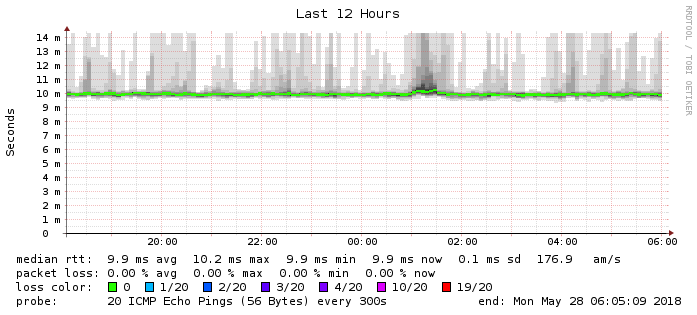 Last 12 Hours
RRDTOOL / TOBI OETIKER
Seconds
14 m
13 m
12 m
11 m
10 m
9 m
8 m
7 m
6 m
5 m
4 m
3 m
2 m
1 m
0
20:00 22:00 00:00 02:00 04:00 06:00
median rtt: 9.9 ms avg 10.2 ms max 9.9 ms min 9.9 ms now 0.1 ms sd 176.9 am/s
packet loss: 0.00 % avg 0.00 % max 0.00 % min 0.00 % now
loss color: 0 1/20 2/20 3/20 4/20 10/20 19/20
probe: 20 ICMP Echo Pings (56 Bytes) every 300s end: Mon May 28 06:05:09 2018